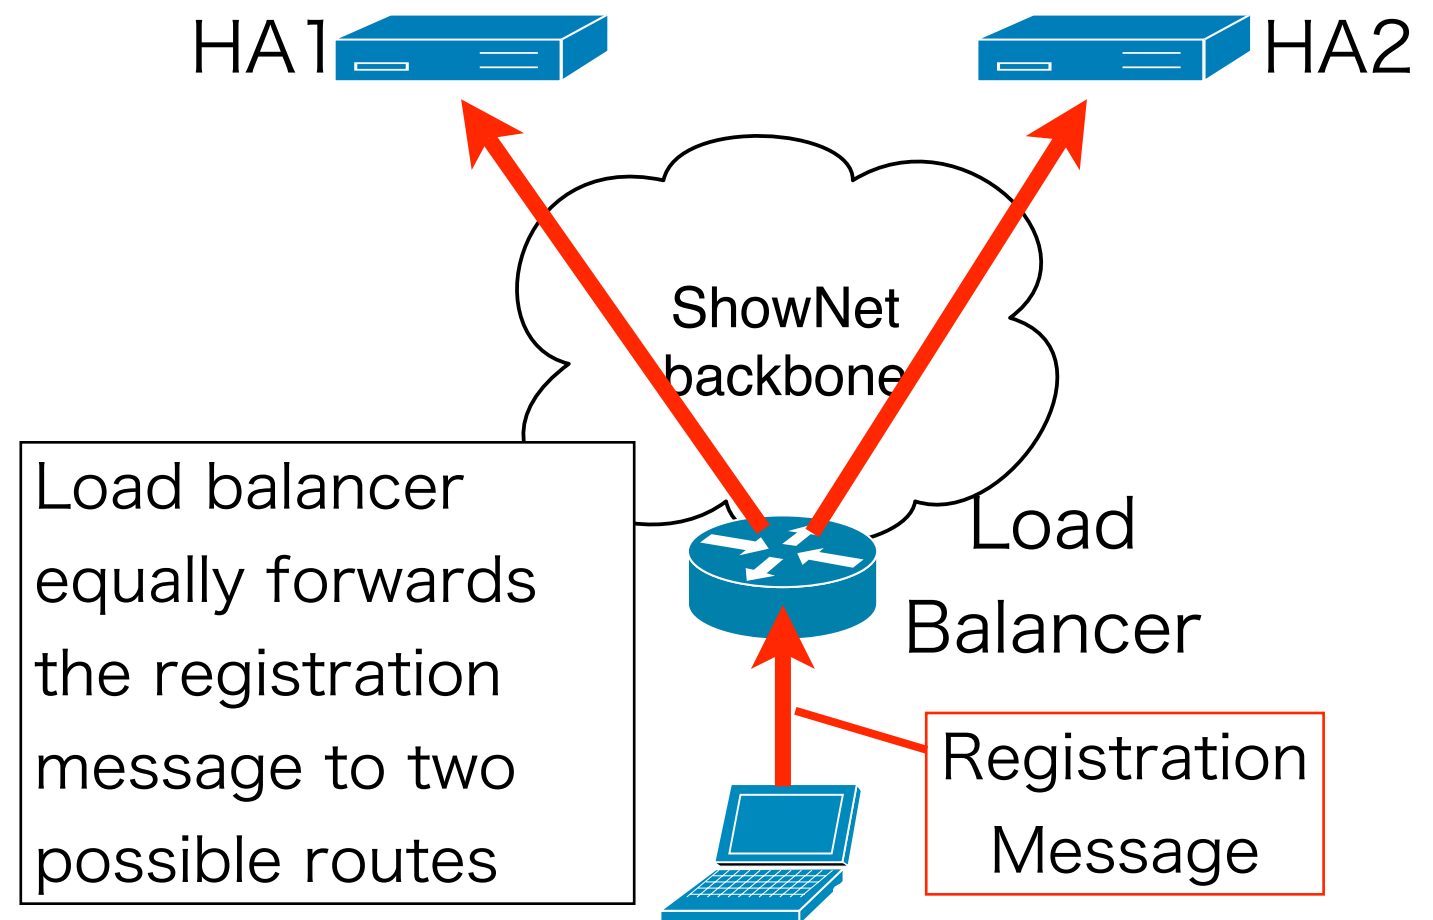 HA1
HA2
ShowNet
backbone
Load balancer
equally forwards
the registration
message to two
possible routes
Load
Balancer
Registration
Message